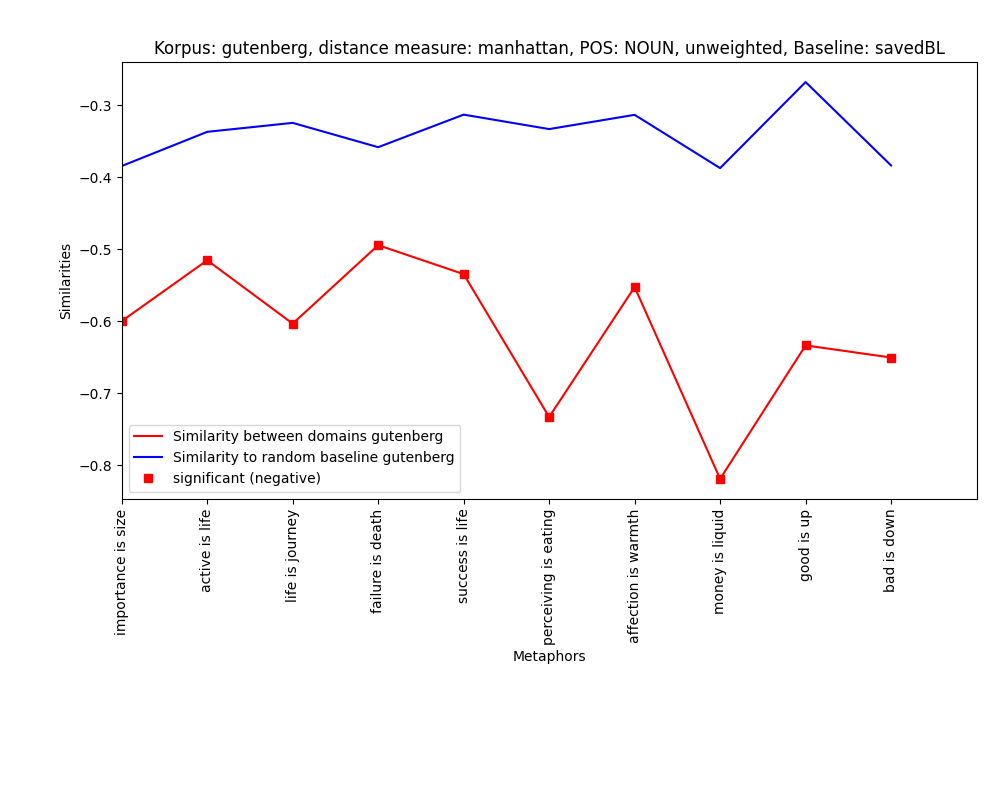 Korpus: gutenberg, distance measure: manhattan, POS: NOUN, unweighted, Baseline: savedBL
−0.3
−0.4
−0.5
−0.6
−0.7
−0.8
Similarities
Similarity between domains gutenberg
Similarity to random baseline gutenberg
significant (negative)
importance is size
active is life
life is journey
failure is death
success is life
perceiving is eating
affection is warmth
money is liquid
good is up
bad is down
Metaphors